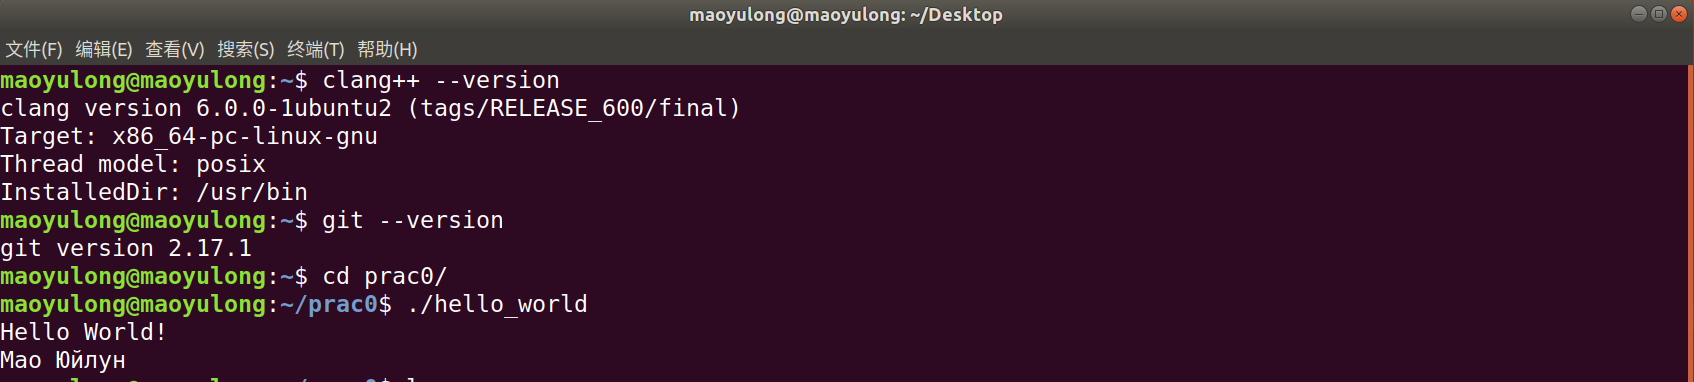 maoyulong@maoyulong: ~/Desktop
文件(F) 编辑(E) 查看(V) 搜索(S) 终端(T) 帮助(H)
maoyulong@maoyulong:~$ clang++ --version
clang version 6.0.0-1ubuntu2 (tags/RELEASE_600/final)
Target: x86_64-pc-linux-gnu
Thread model: posix
InstalledDir: /usr/bin
maoyulong@maoyulong:~$ git --version
git version 2.17.1
maoyulong@maoyulong:~$ cd prac0/
maoyulong@maoyulong:~/prac0$ ./hello_world
Hello World!
Мао Юйлун